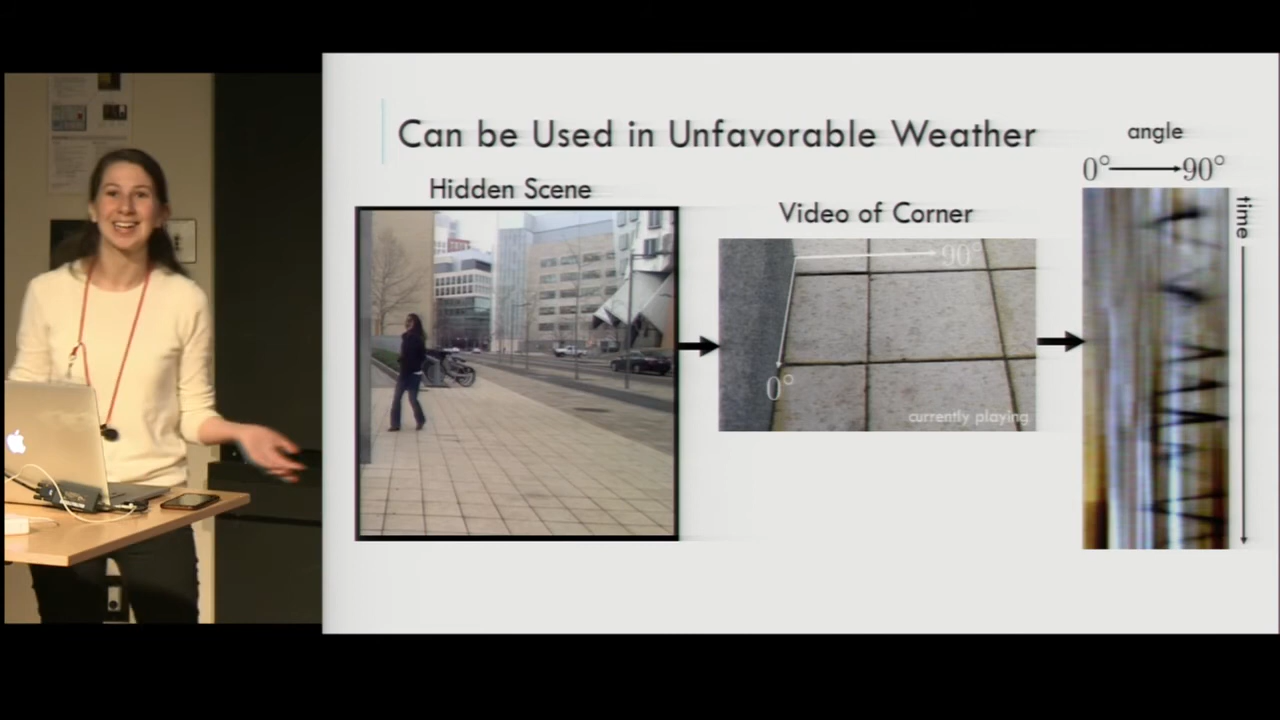 Can be Used in Unfavorable Weather
Hidden Scene
Video of Corner
90°
0°
currently playing
angle
0° 90°
time